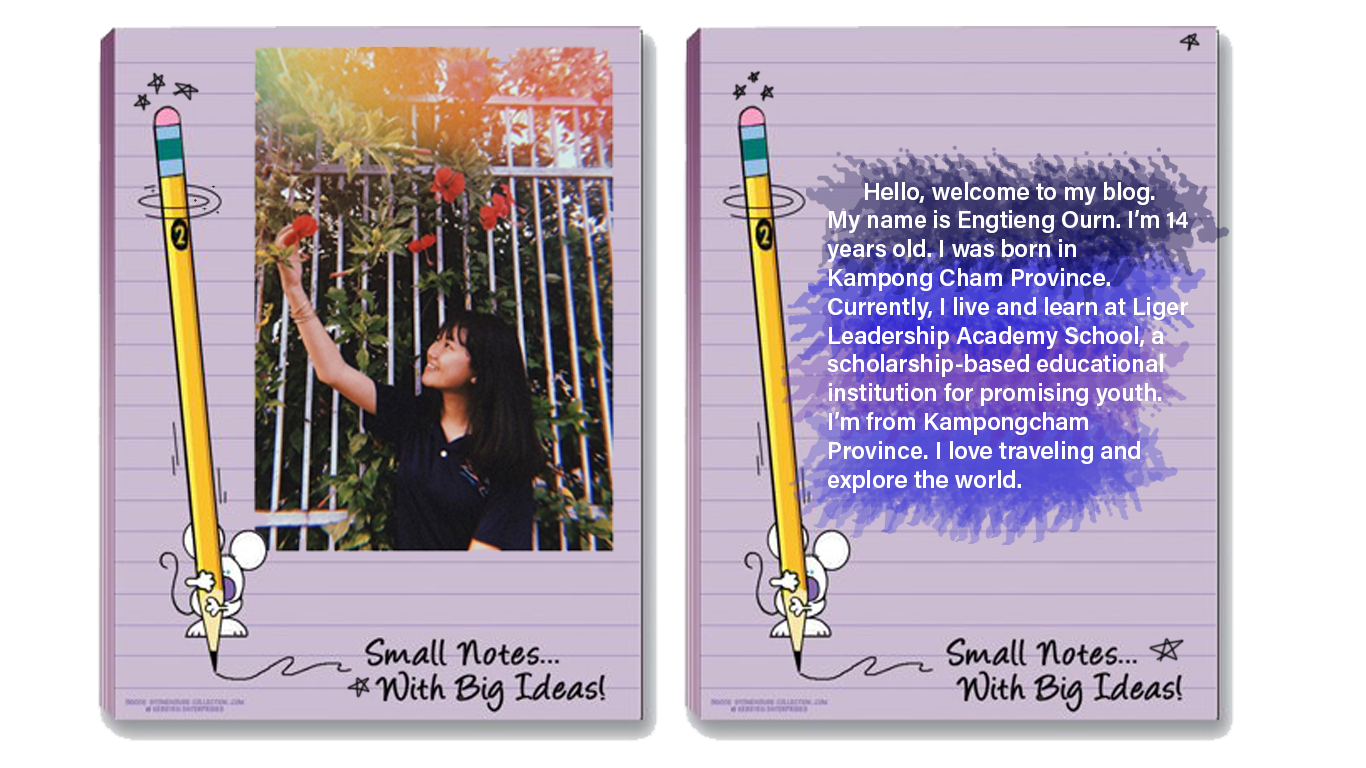 2
Small Notes...
With Big Ideas!
2
Hello, welcome to my blog.
My name is Engtieng Ourn. I'm 14
years old. I was born in
Kampong Cham Province.
Currently, I live and learn at Liger
Leadership Academy School, a
scholarship-based educational
institution for promising youth.
I'm from Kampongcham
Province. I love traveling and
explore the world.
Small Notes...
With Big Ideas!